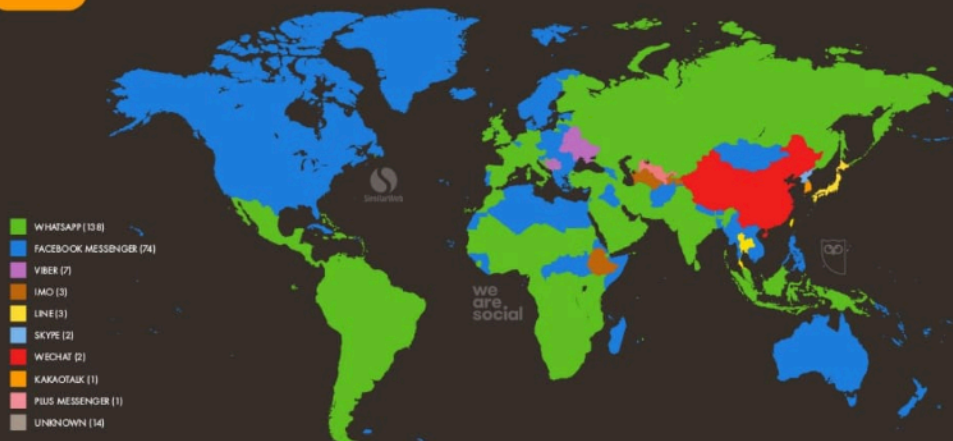 SimilarWeb
WHATSAPP (138)
FACEBOOK MESSENGER (74)
VIBER (7)
IMO (3)
LINE (3)
SKYPE (2)
WECHAT (2)
KAKAOTALK (1)
PLUS MESSENGER (1)
UNKNOWN (14)
we
are
social